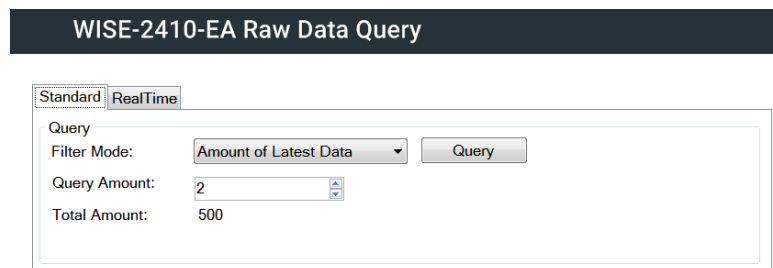 WISE-2410-EA Raw Data Query
Standard RealTime
Query
Filter Mode: Amount of Latest Data Query
Query Amount: 2
Total Amount: 500